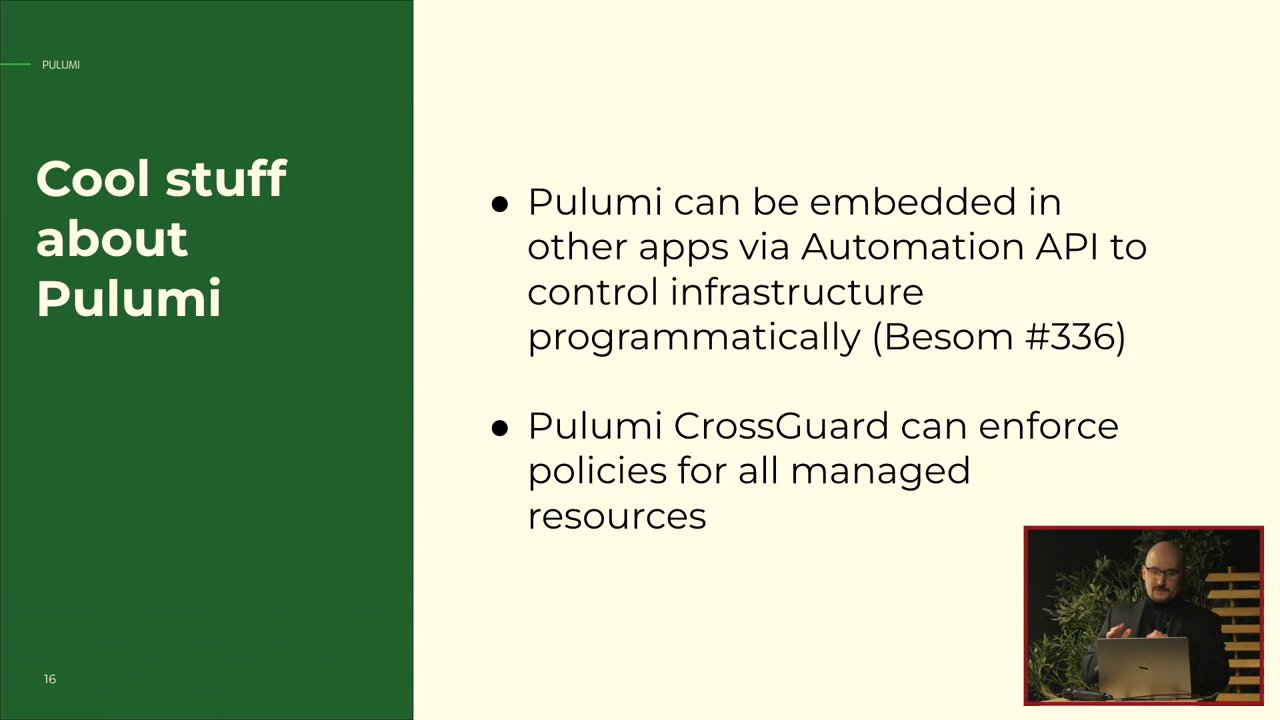 PULUMI
Cool stuff
about
Pulumi
● Pulumi can be embedded in
other apps via Automation API to
control infrastructure
programmatically (Besom #336)
● Pulumi CrossGuard can enforce
policies for all managed
resources
16